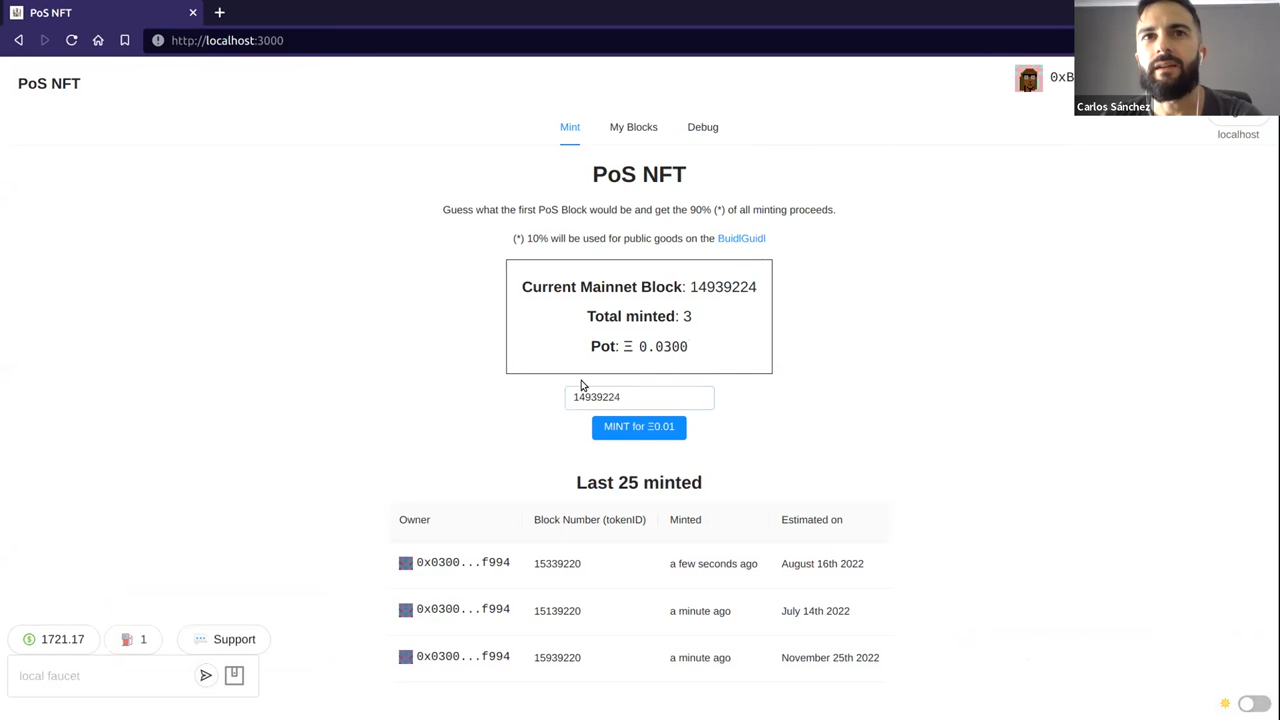 PoS NFT
http://localhost:3000
PoS NFT
0xB
Carlos Sánchez
localhost
Mint My Blocks Debug
PoS NFT
Guess what the first PoS Block would be and get the 90% (*) of all minting proceeds.
(*) 10% will be used for public goods on the BuidlGuidl
Current Mainnet Block: 14939224
Total minted: 3
Pot: Ξ 0.0300
14939224
MINT for Ξ0.01
Last 25 minted
Owner Block Number (tokenID) Minted Estimated on
0x0300...f994 15339220 a few seconds ago August 16th 2022
0x0300...f994 15139220 a minute ago July 14th 2022
0x0300...f994 15939220 a minute ago November 25th 2022
1721.17 1 Support
local faucet